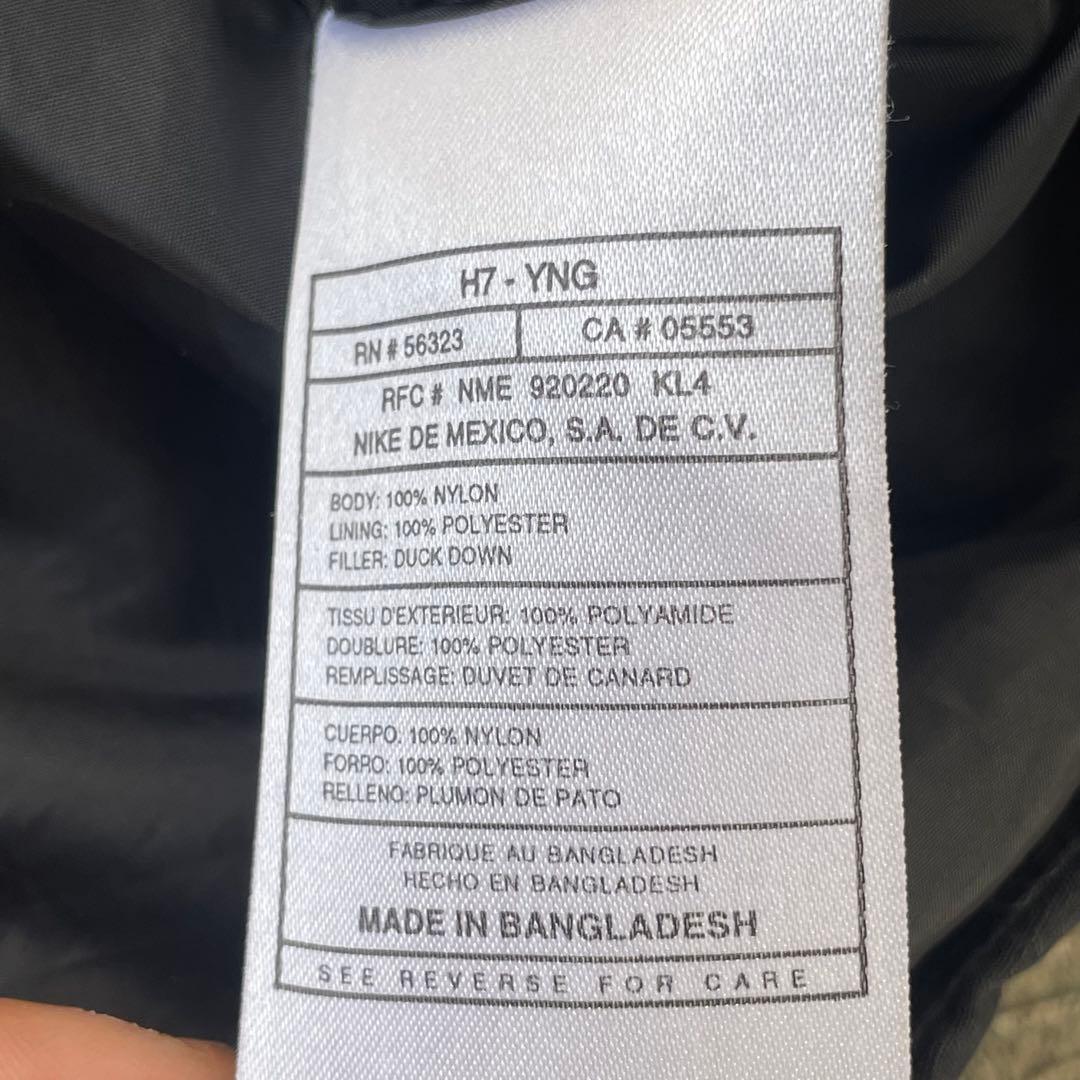 H7 - YNG
RN # 56323 CA # 05553
RFC # NME 920220 KL4
NIKE DE MEXICO, S.A. DE C.V.
BODY: 100% NYLON
LINING: 100% POLYESTER
FILLER: DUCK DOWN
TISSU D'EXTERIEUR: 100% POLYAMIDE
DOUBLURE: 100% POLYESTER
REMPLISSAGE: DUVET DE CANARD
CUERPO: 100% NYLON
FORRO: 100% POLYESTER
RELLENO: PLUMON DE PATO
FABRIQUE AU BANGLADESH
HECHO EN BANGLADESH
MADE IN BANGLADESH
SEE REVERSE FOR CARE